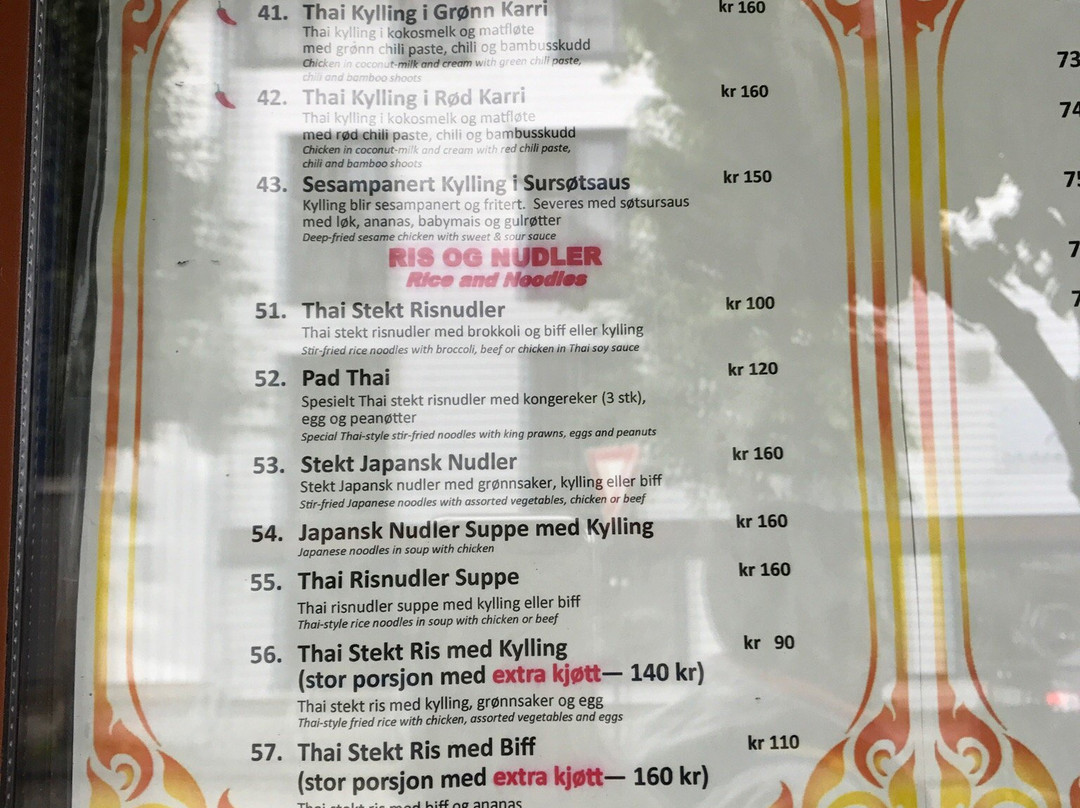 41. Thai Kylling i Grønn Karri kr 160
Thai kylling i kokosmelk og matfløte
med grønn chili paste, chili og bambusskudd
Chicken in coconut-milk and cream with green chili paste,
chili and bamboo shoots
42. Thai Kylling i Rød Karri kr 160
Thai kylling i kokosmelk og matfløte
med rød chili paste, chili og bambusskudd
Chicken in coconut-milk and cream with red chili paste,
chili and bamboo shoots
43. Sesampanert Kylling i Sursøtsaus kr 150
Kylling blir sesampanert og fritert. Severes med søtsursaus
med løk, ananas, babymais og gulrøtter
Deep-fried sesame chicken with sweet & sour sauce
RIS OG NUDLER
Rice and Noodles
51. Thai Stekt Risnudler kr 100
Thai stekt risnudler med brokkoli og biff eller kylling
Stir-fried rice noodles with broccoli, beef or chicken in Thai soy sauce
52. Pad Thai kr 120
Spesielt Thai stekt risnudler med kongereker (3 stk),
egg og peanøtter
Special Thai-style stir-fried noodles with king prawns, eggs and peanuts
53. Stekt Japansk Nudler kr 160
Stekt Japansk nudler med grønnsaker, kylling eller biff
Stir-fried Japanese noodles with assorted vegetables, chicken or beef
54. Japansk Nudler Suppe med Kylling kr 160
Japanese noodles in soup with chicken
55. Thai Risnudler Suppe kr 160
Thai risnudler suppe med kylling eller biff
Thai-style rice noodles in soup with chicken or beef
56. Thai Stekt Ris med Kylling kr 90
(stor porsjon med extra kjøtt— 140 kr)
Thai stekt ris med kylling, grønnsaker og egg
Thai-style fried rice with chicken, assorted vegetables and eggs
57. Thai Stekt Ris med Biff kr 110
(stor porsjon med extra kjøtt— 160 kr)
Thai stekt ris med biff og ananas
73
74